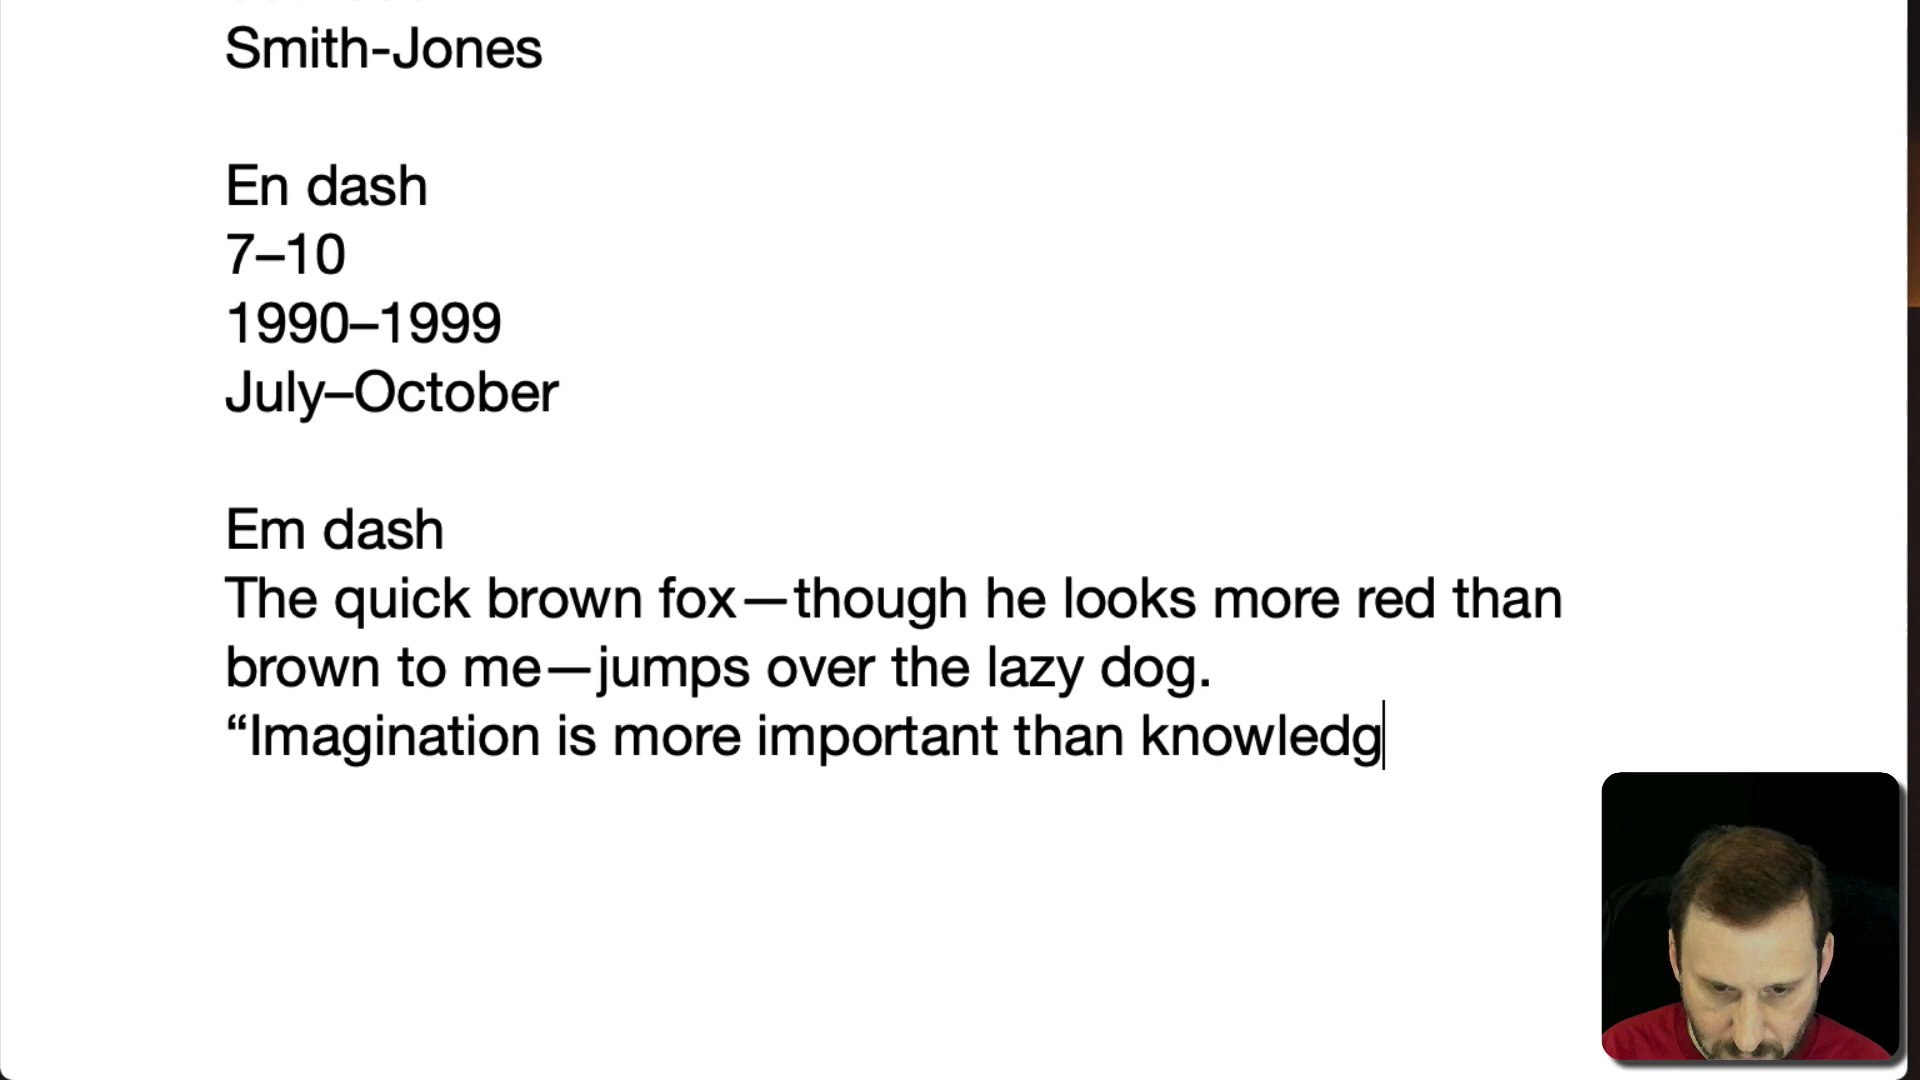 Smith-Jones
En dash
7–10
1990–1999
July–October
Em dash
The quick brown fox—though he looks more red than
brown to me—jumps over the lazy dog.
“Imagination is more important than knowledg